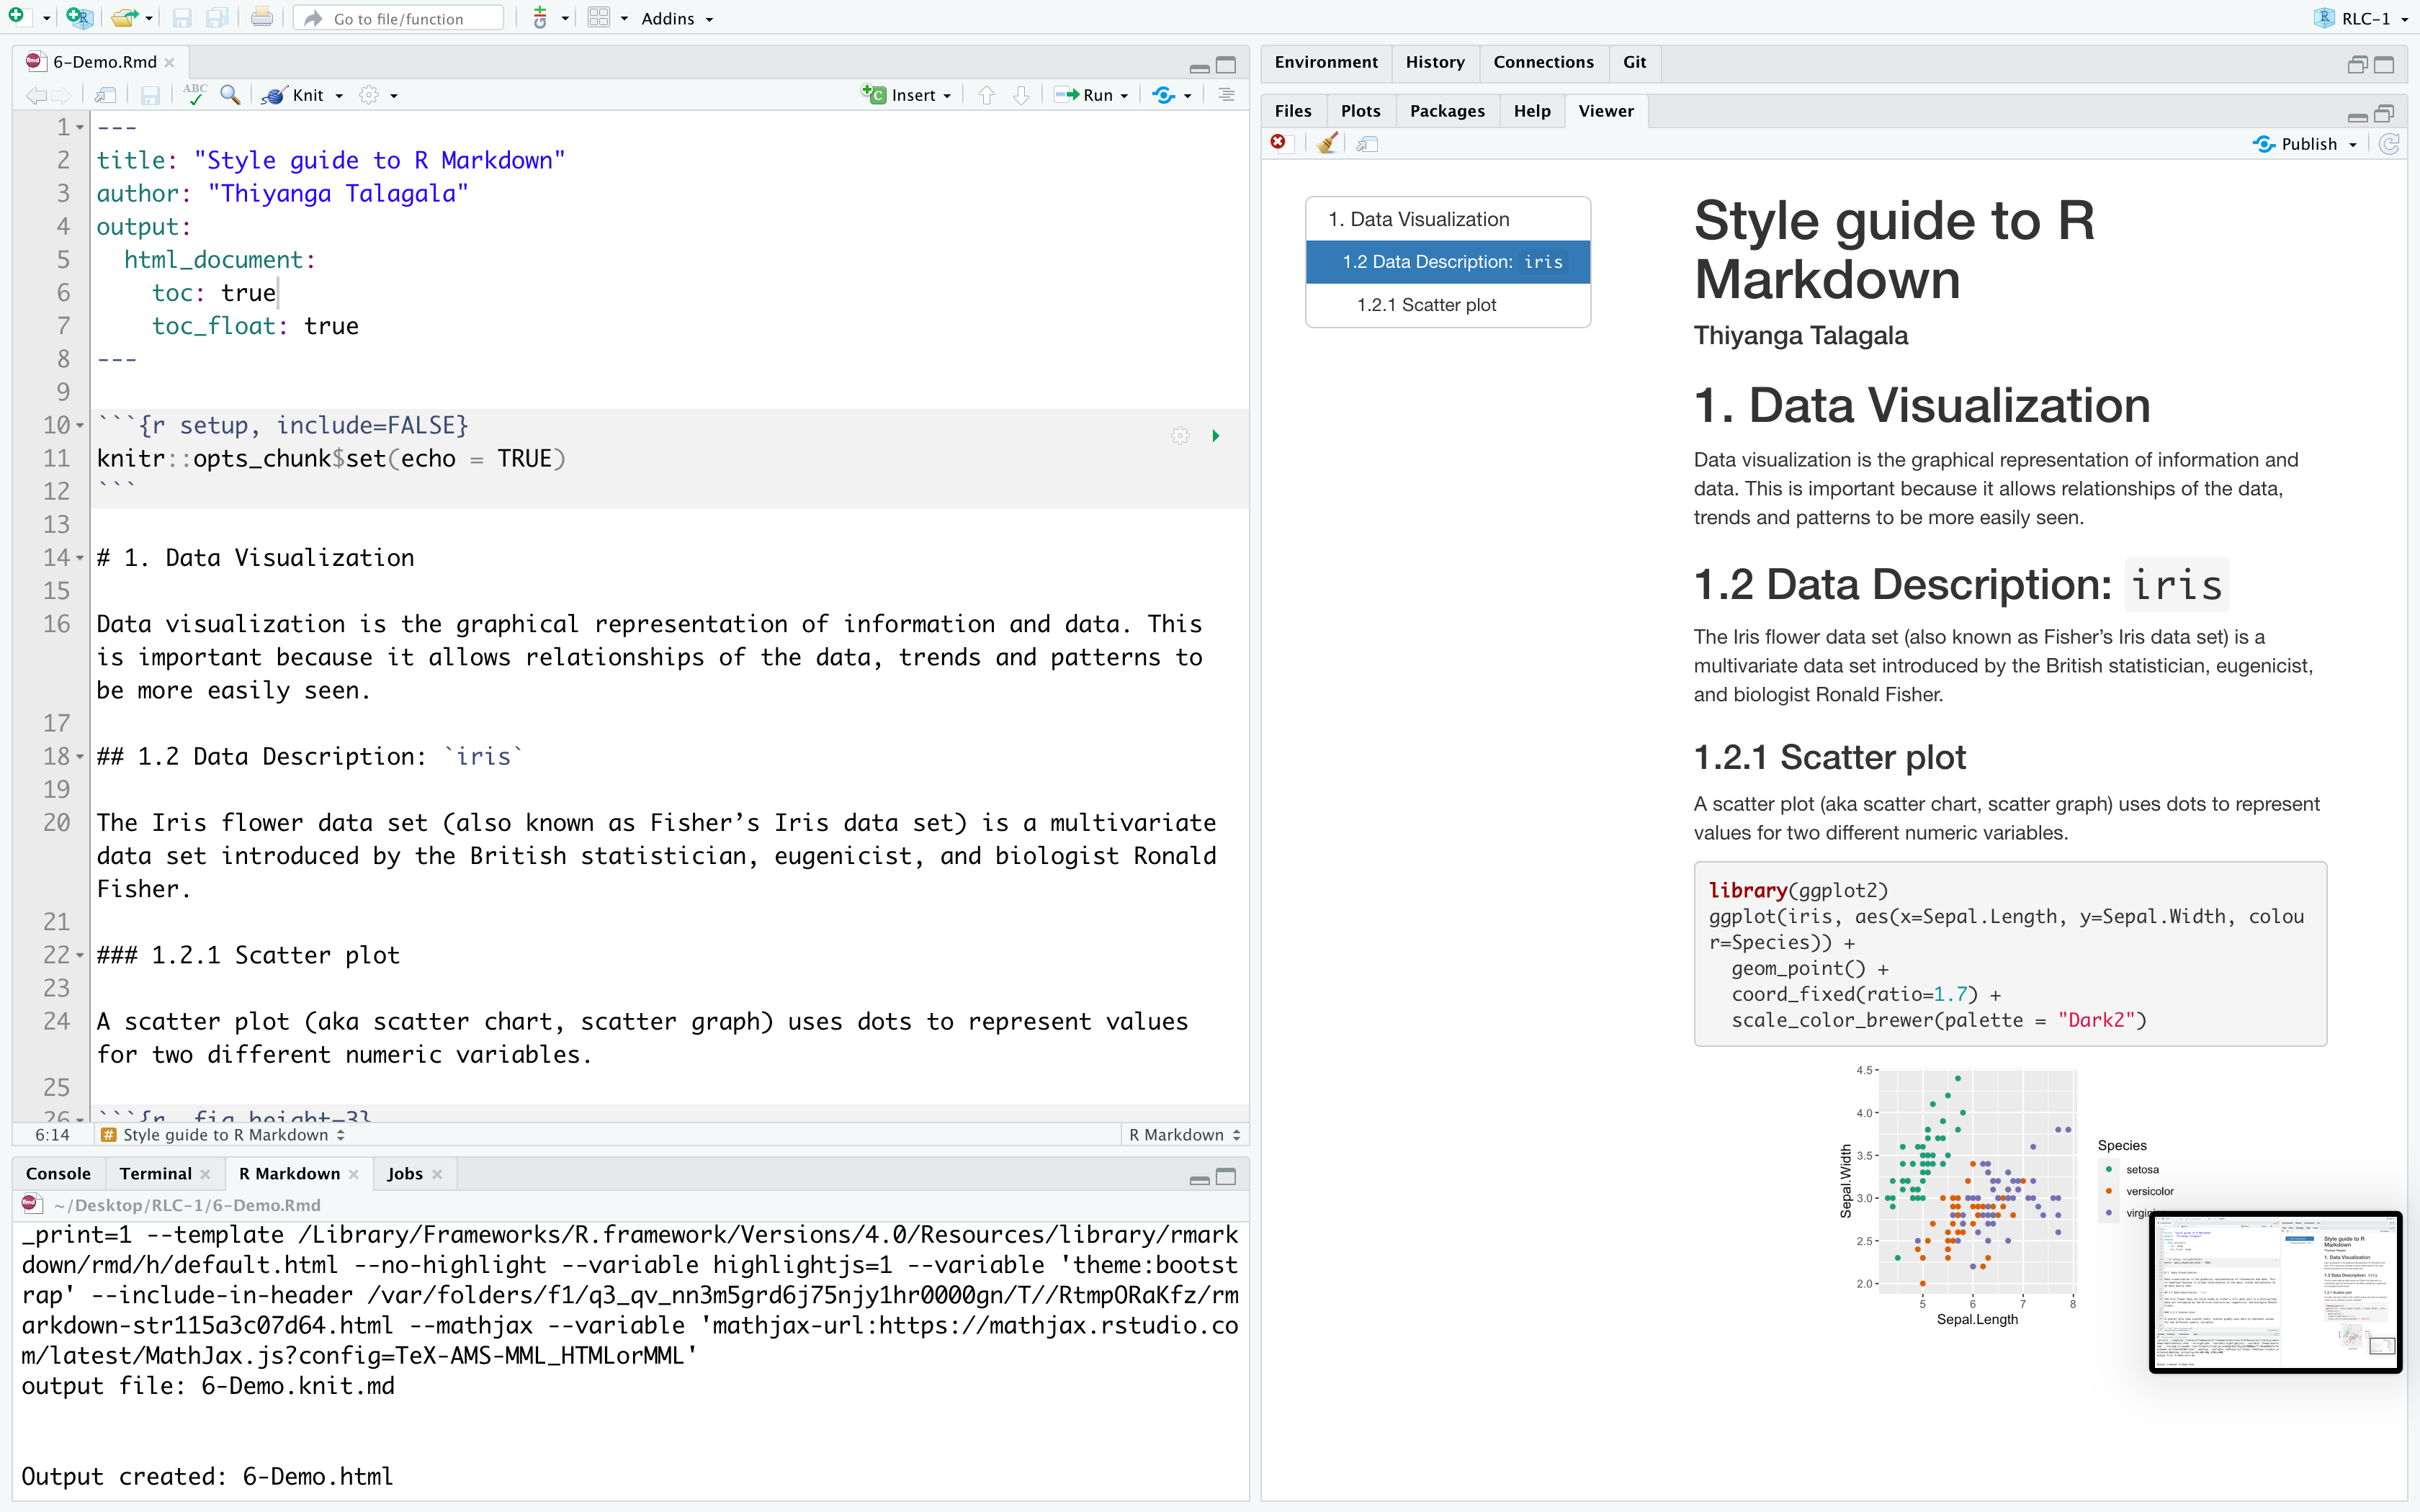 Go to file/function
Addins
RLC-1
6-Demo.Rmd
ABC
Knit
Insert
Run
1 ---
2 title: "Style guide to R Markdown"
3 author: "Thiyanga Talagala"
4 output:
5 html_document:
6 toc: true
7 toc_float: true
8 ---
9
10 ```{r setup, include=FALSE}
11 knitr::opts_chunk$set(echo = TRUE)
12 ```
13
14 # 1. Data Visualization
15
16 Data visualization is the graphical representation of information and data. This
is important because it allows relationships of the data, trends and patterns to
be more easily seen.
17
18 ## 1.2 Data Description: `iris`
19
20 The Iris flower data set (also known as Fisher’s Iris data set) is a multivariate
data set introduced by the British statistician, eugenicist, and biologist Ronald
Fisher.
21
22 ### 1.2.1 Scatter plot
23
24 A scatter plot (aka scatter chart, scatter graph) uses dots to represent values
for two different numeric variables.
25
26 ```{r, fig.height=3}
6:14
Style guide to R Markdown
R Markdown
Console
Terminal
R Markdown
Jobs
~/Desktop/RLC-1/6-Demo.Rmd
_print=1 --template /Library/Frameworks/R.framework/Versions/4.0/Resources/library/rmark
down/rmd/h/default.html --no-highlight --variable highlightjs=1 --variable 'theme:bootst
rap' --include-in-header /var/folders/f1/q3_qv_nn3m5grd6j75njy1hr0000gn/T//RtmpORaKfz/rm
arkdown-str115a3c07d64.html --mathjax --variable 'mathjax-url:https://mathjax.rstudio.co
m/latest/MathJax.js?config=TeX-AMS-MML_HTMLorMML'
output file: 6-Demo.knit.md
Output created: 6-Demo.html
Environment
History
Connections
Git
Files
Plots
Packages
Help
Viewer
Publish
1. Data Visualization
1.2 Data Description: iris
1.2.1 Scatter plot
Style guide to R
Markdown
Thiyanga Talagala
1. Data Visualization
Data visualization is the graphical representation of information and
data. This is important because it allows relationships of the data,
trends and patterns to be more easily seen.
1.2 Data Description: iris
The Iris flower data set (also known as Fisher’s Iris data set) is a
multivariate data set introduced by the British statistician, eugenicist,
and biologist Ronald Fisher.
1.2.1 Scatter plot
A scatter plot (aka scatter chart, scatter graph) uses dots to represent
values for two different numeric variables.
library(ggplot2)
ggplot(iris, aes(x=Sepal.Length, y=Sepal.Width, colou
r=Species)) +
geom_point() +
coord_fixed(ratio=1.7) +
scale_color_brewer(palette = "Dark2")
4.5
4.0
3.5
3.0
2.5
2.0
Sepal.Width
5 6 7 8
Sepal.Length
Species
setosa
versicolor